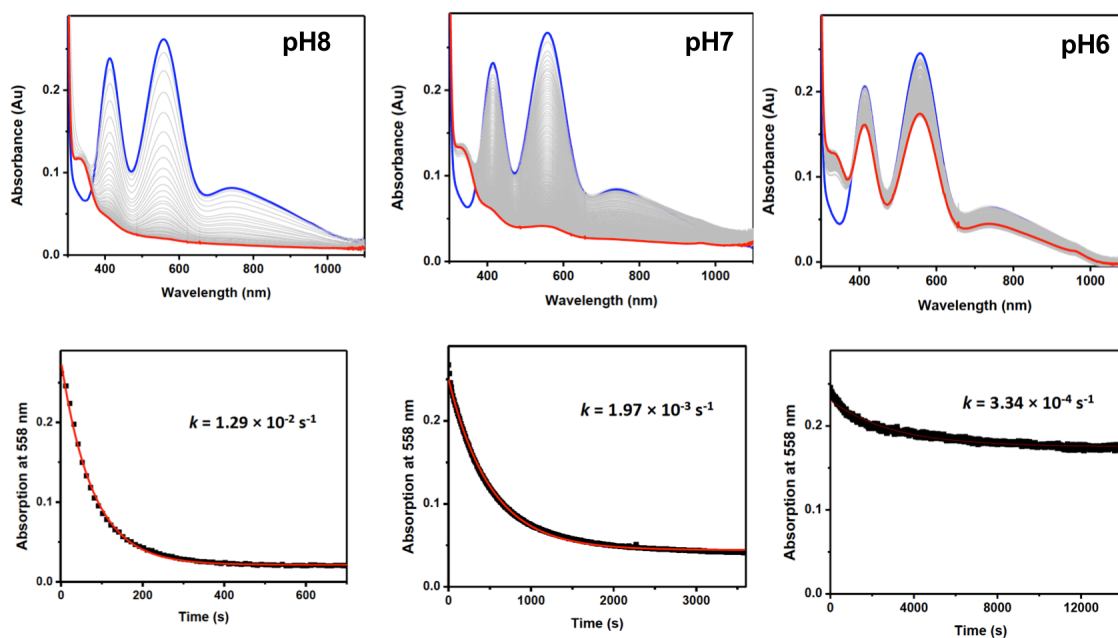 pH8
Absorbance (Au)
0.2
0.1
0.0
400
600
800
1000
Wavelength (nm)
pH7
Absorbance (Au)
0.2
0.1
0.0
400
600
800
1000
Wavelength (nm)
pH6
Absorbance (Au)
0.2
0.1
0.0
400
600
800
1000
Wavelength (nm)
k = 1.29 × 10⁻² s⁻¹
Absorption at 558 nm
0.2
0.1
0.0
0
200
400
600
Time (s)
k = 1.97 × 10⁻³ s⁻¹
Absorption at 558 nm
0.2
0.1
0.0
0
1000
2000
3000
Time (s)
k = 3.34 × 10⁻⁴ s⁻¹
Absorption at 558 nm
0.2
0.1
0.0
0
4000
8000
12000
Time (s)